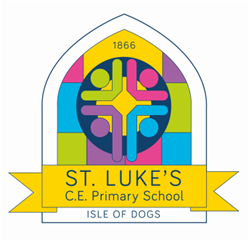 1866
ST. LUKE'S
C.E. Primary School
ISLE OF DOGS